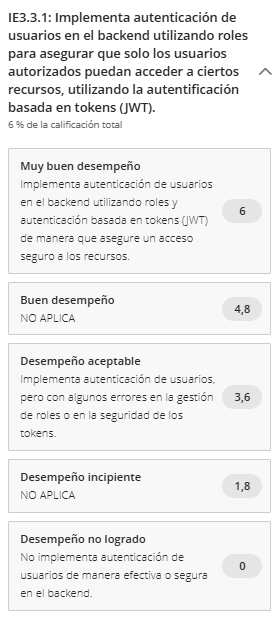 IE3.3.1: Implementa autenticación de
usuarios en el backend utilizando roles
para asegurar que solo los usuarios
autorizados puedan acceder a ciertos
recursos, utilizando la autentificación
basada en tokens (JWT).
6 % de la calificación total
Muy buen desempeño
Implementa autenticación de usuarios
en el backend utilizando roles y
autenticación basada en tokens (JWT)
de manera que asegure un acceso
seguro a los recursos.
6
Buen desempeño
NO APLICA
4,8
Desempeño aceptable
Implementa autenticación de usuarios,
pero con algunos errores en la gestión
de roles o en la seguridad de los
tokens.
3,6
Desempeño incipiente
NO APLICA
1,8
Desempeño no logrado
No implementa autenticación de
usuarios de manera efectiva o segura
en el backend.
0